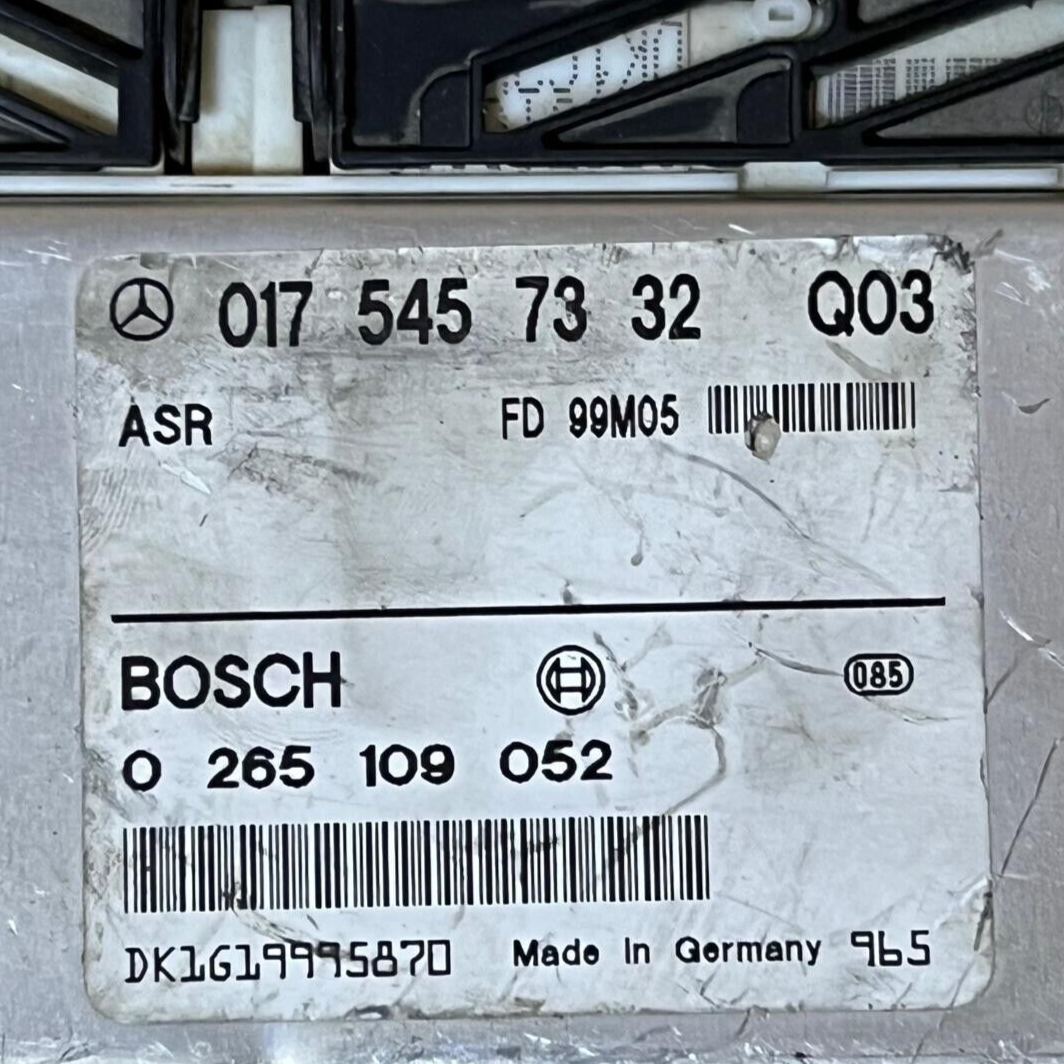 017 545 73 32 Q03
ASR FD 99M05
BOSCH 085
0 265 109 052
DK1G19995870 Made in Germany 965